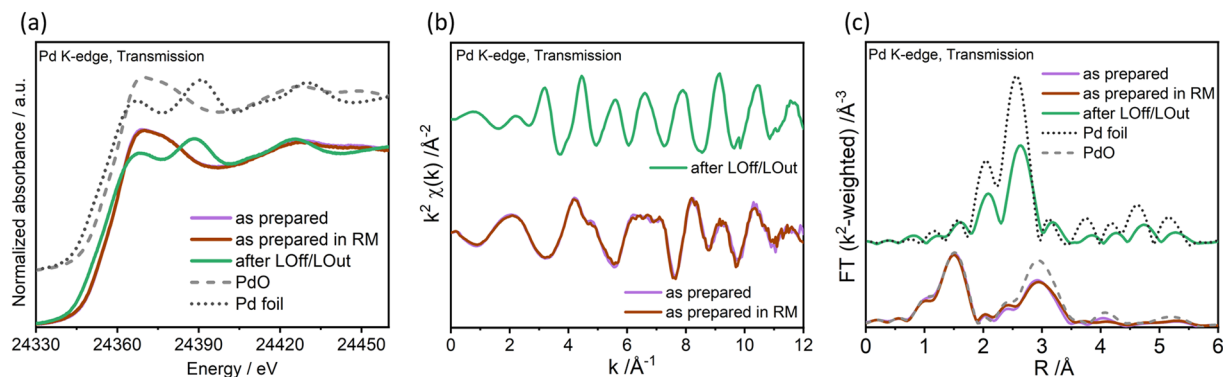 (a)
Pd K-edge, Transmission
Normalized absorbance / a.u.
as prepared
as prepared in RM
after LOff/LOut
PdO
Pd foil
24330 24360 24390 24420 24450
Energy / eV
(b)
Pd K-edge, Transmission
k² χ(k) /Å⁻²
after LOff/LOut
as prepared
as prepared in RM
0 2 4 6 8 10 12
k /Å⁻¹
(c)
Pd K-edge, Transmission
FT (k²-weighted) /Å⁻³
as prepared
as prepared in RM
after LOff/LOut
Pd foil
PdO
0 1 2 3 4 5 6
R /Å